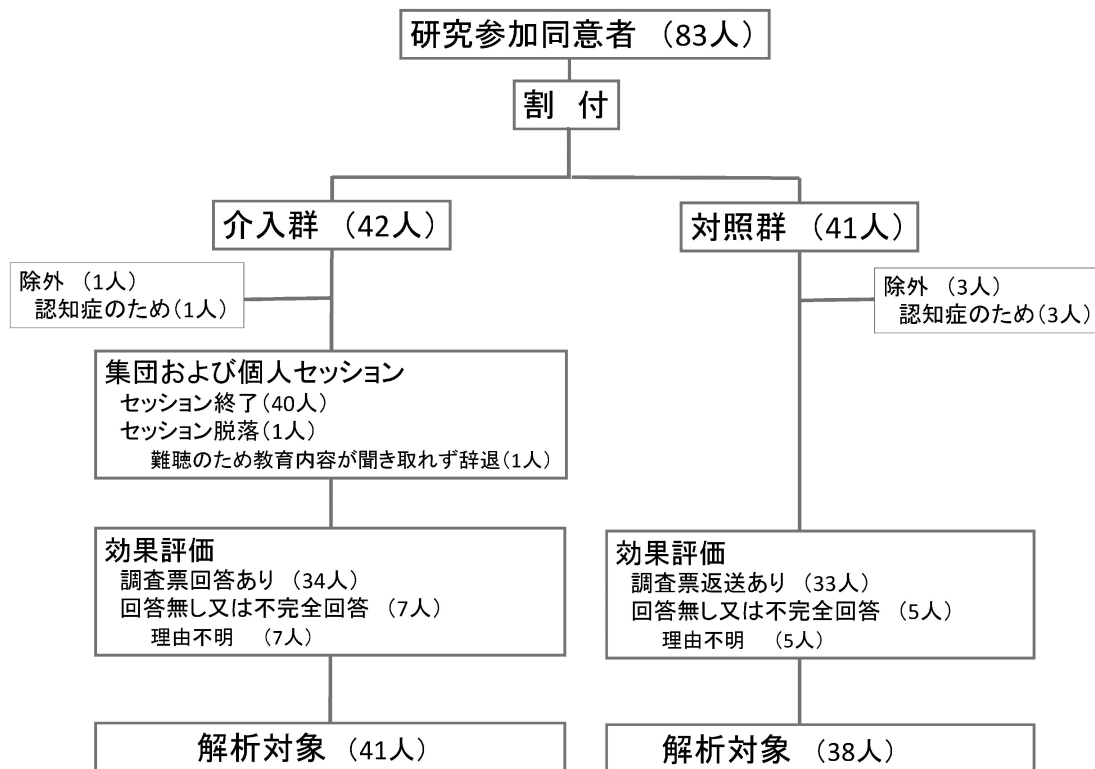 研究参加同意者 （83人）
割　付
介入群 （42人）
対照群 （41人）
除外 （1人）
認知症のため（1人）
除外 （3人）
認知症のため（3人）
集団および個人セッション
セッション終了（40人）
セッション脱落（1人）
難聴のため教育内容が聞き取れず辞退（1人）
効果評価
調査票回答あり （34人）
回答無し又は不完全回答 （7人）
理由不明 （7人）
効果評価
調査票返送あり （33人）
回答無し又は不完全回答 （5人）
理由不明 （5人）
解析対象 （41人）
解析対象 （38人）